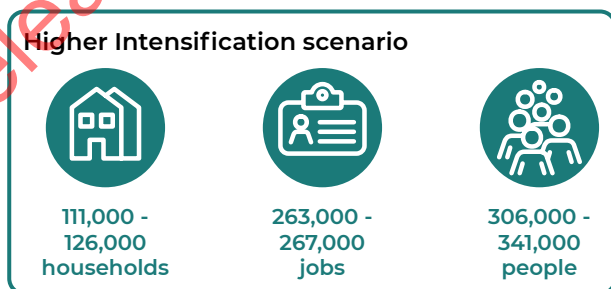 Higher Intensification scenario
111,000 -
126,000
households
263,000 -
267,000
jobs
306,000 -
341,000
people